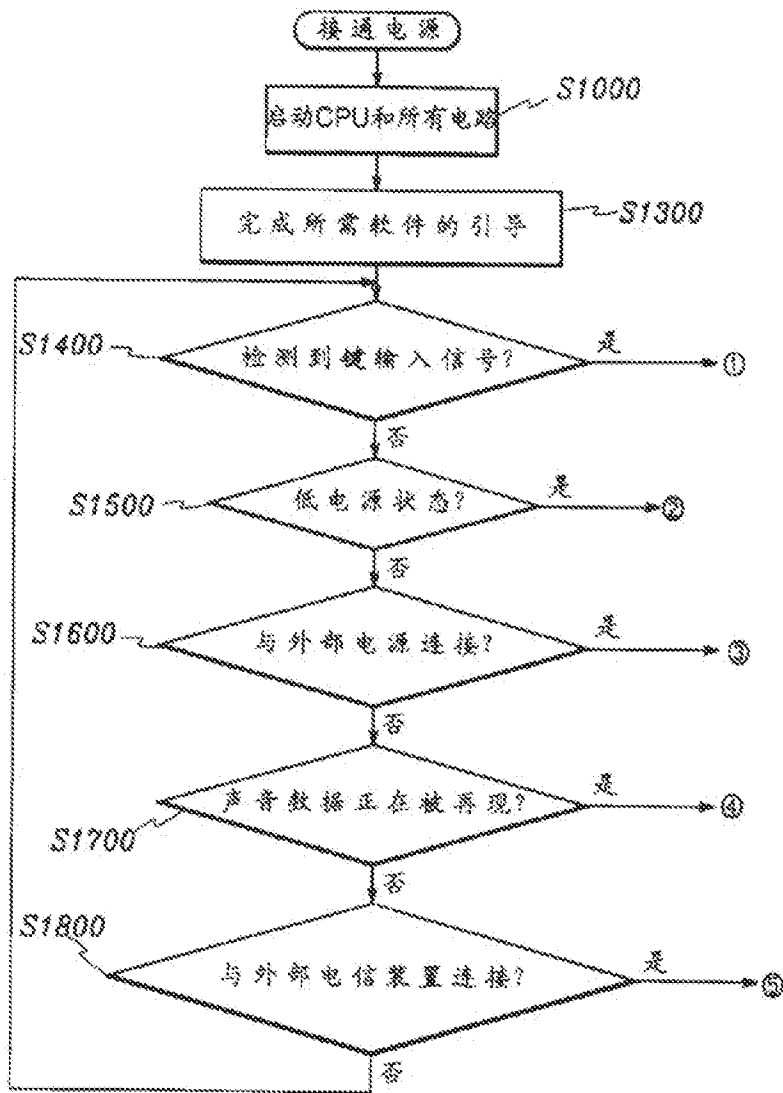 接通电源
S1000
启动CPU和所有电路
S1300
完成所需软件的引导
S1400
检测到键输入信号?
是
①
否
S1500
低电源状态?
是
②
否
S1600
与外部电源连接?
是
③
否
S1700
声音数据正在被再现?
是
④
否
S1800
与外部电信装置连接?
是
⑤
否